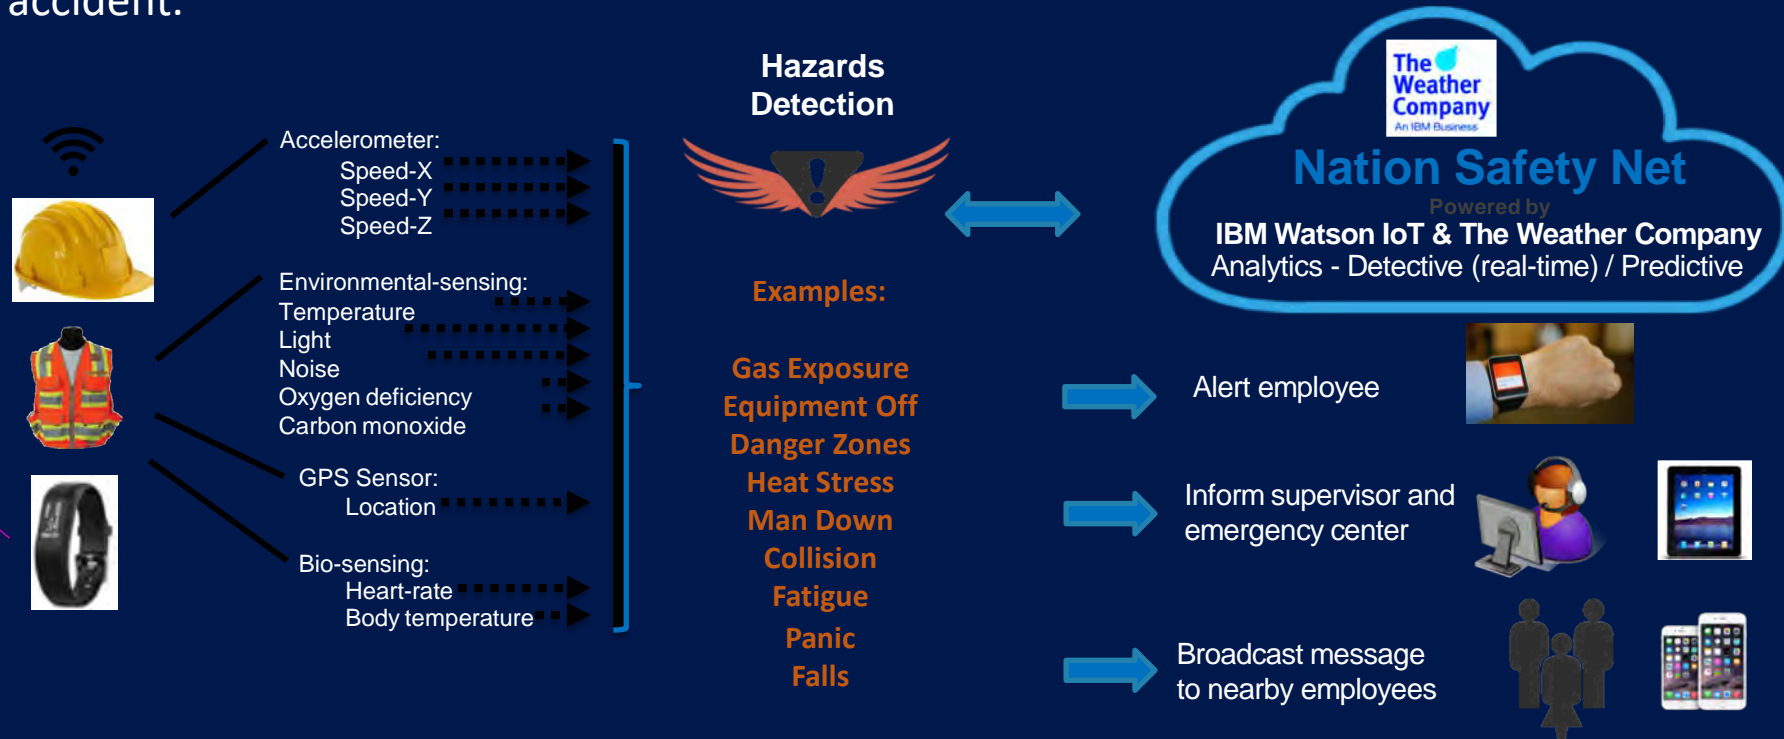 accident.
Accelerometer:
Speed-X
Speed-Y
Speed-Z
Environmental-sensing:
Temperature
Light
Noise
Oxygen deficiency
Carbon monoxide
GPS Sensor:
Location
Bio-sensing:
Heart-rate
Body temperature
Hazards
Detection
Examples:
Gas Exposure
Equipment Off
Danger Zones
Heat Stress
Man Down
Collision
Fatigue
Panic
Falls
The
Weather
Company
An IBM Business
Nation Safety Net
Powered by
IBM Watson IoT & The Weather Company
Analytics - Detective (real-time) / Predictive
Alert employee
Inform supervisor and
emergency center
Broadcast message
to nearby employees